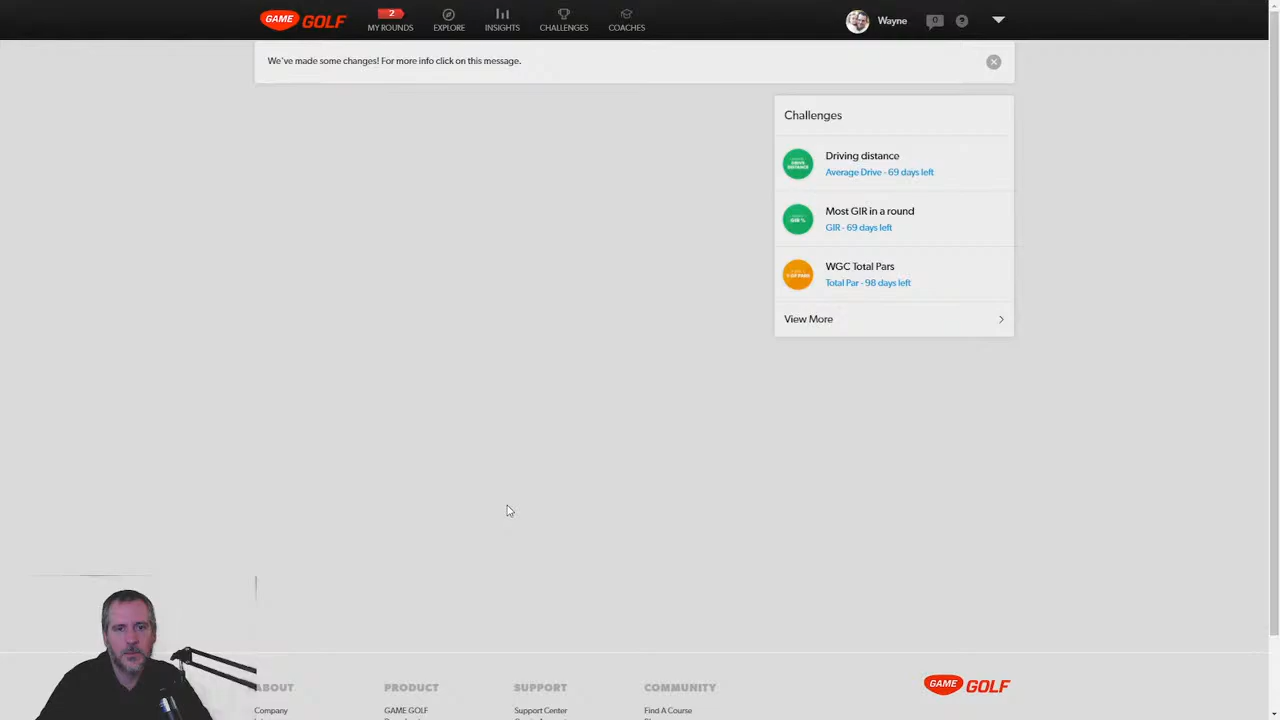 GAME GOLF
2
MY ROUNDS
EXPLORE
INSIGHTS
CHALLENGES
COACHES
Wayne
0
?
We've made some changes! For more info click on this message.
Challenges
Driving distance
Average Drive - 69 days left
Most GIR in a round
GIR - 69 days left
WGC Total Pars
Total Par - 98 days left
View More
ABOUT
PRODUCT
SUPPORT
COMMUNITY
GAME GOLF
Company
GAME GOLF
Support Center
Find A Course